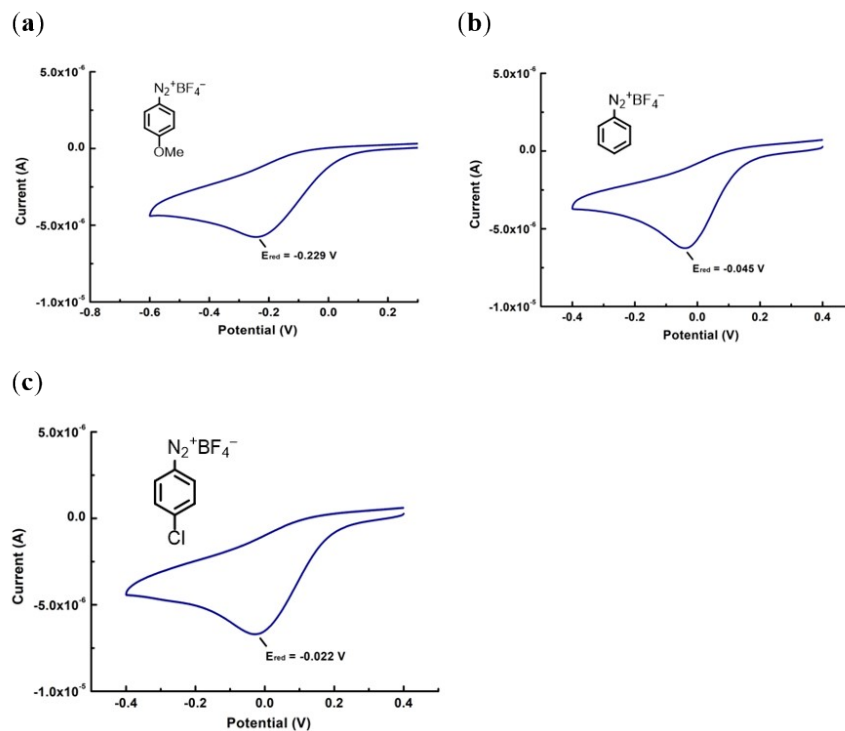 (a)
5.0x10⁻⁶
0.0
-5.0x10⁻⁶
-1.0x10⁻⁵
Current (A)
N₂⁺BF₄⁻
OMe
Eᵣₑd = -0.229 V
-0.8 -0.6 -0.4 -0.2 0.0 0.2
Potential (V)
(b)
5.0x10⁻⁶
0.0
-5.0x10⁻⁶
-1.0x10⁻⁵
Current (A)
N₂⁺BF₄⁻
Eᵣₑd = -0.045 V
-0.4 -0.2 0.0 0.2 0.4
Potential (V)
(c)
5.0x10⁻⁶
0.0
-5.0x10⁻⁶
-1.0x10⁻⁵
Current (A)
N₂⁺BF₄⁻
Cl
Eᵣₑd = -0.022 V
-0.4 -0.2 0.0 0.2 0.4
Potential (V)